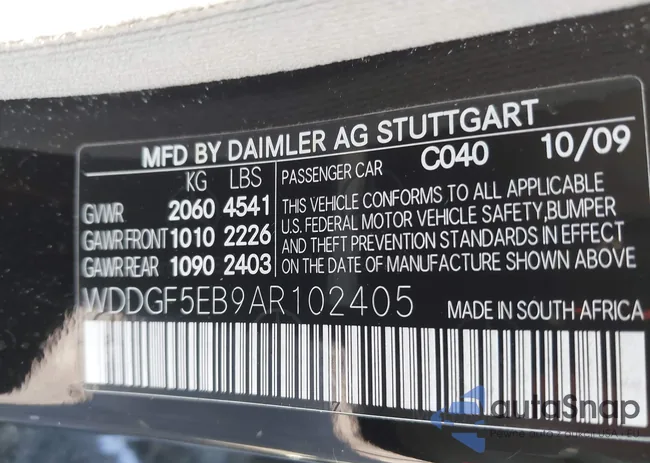 MFD BY DAIMLER AG STUTTGART
KG LBS PASSENGER CAR C040 10/09
GVWR 2060 4541
GAWR FRONT 1010 2226
GAWR REAR 1090 2403
THIS VEHICLE CONFORMS TO ALL APPLICABLE
U.S. FEDERAL MOTOR VEHICLE SAFETY,BUMPER
AND THEFT PREVENTION STANDARDS IN EFFECT
ON THE DATE OF MANUFACTURE SHOWN ABOVE
WDDGF5EB9AR102405 MADE IN SOUTH AFRICA
autaSnap